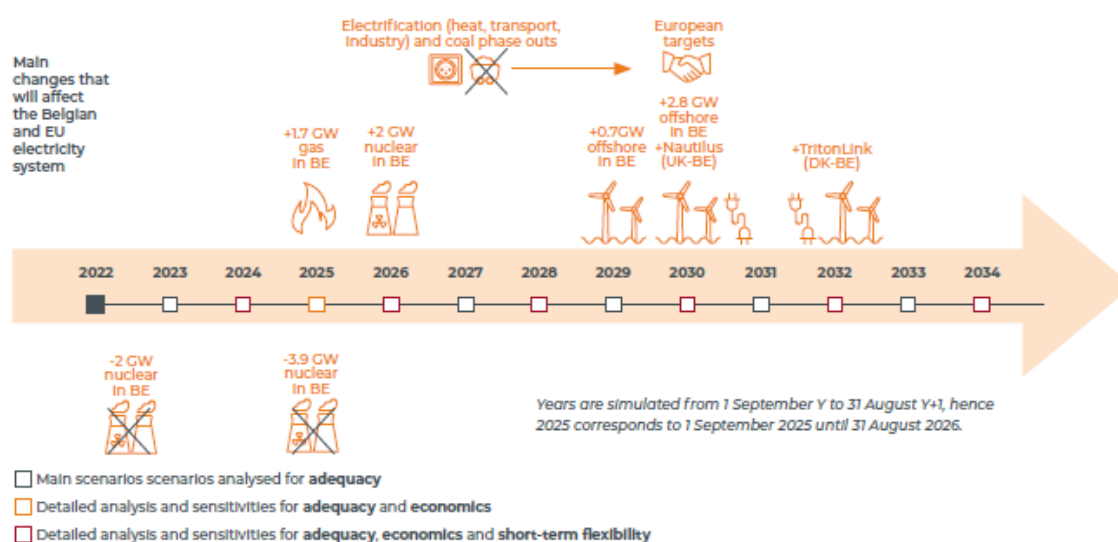 Main
changes that
will affect
the Belgian
and EU
electricity
system
Electrification (heat, transport,
industry) and coal phase outs
European
targets
+1.7 GW
gas
in BE
+2 GW
nuclear
in BE
+0.7GW
offshore
in BE
+2.8 GW
offshore
in BE
+Nautilus
(UK-BE)
+TritonLink
(DK-BE)
2022 2023 2024 2025 2026 2027 2028 2029 2030 2031 2032 2033 2034
-2 GW
nuclear
in BE
-3.9 GW
nuclear
in BE
Years are simulated from 1 September Y to 31 August Y+1, hence
2025 corresponds to 1 September 2025 until 31 August 2026.
Main scenarios scenarios analysed for adequacy
Detailed analysis and sensitivities for adequacy and economics
Detailed analysis and sensitivities for adequacy, economics and short-term flexibility